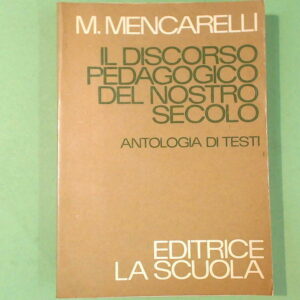 M. MENCARELLI
IL DISCORSO
PEDAGOGICO
DEL NOSTRO
SECOLO
ANTOLOGIA DI TESTI
EDITRICE
LA SCUOLA